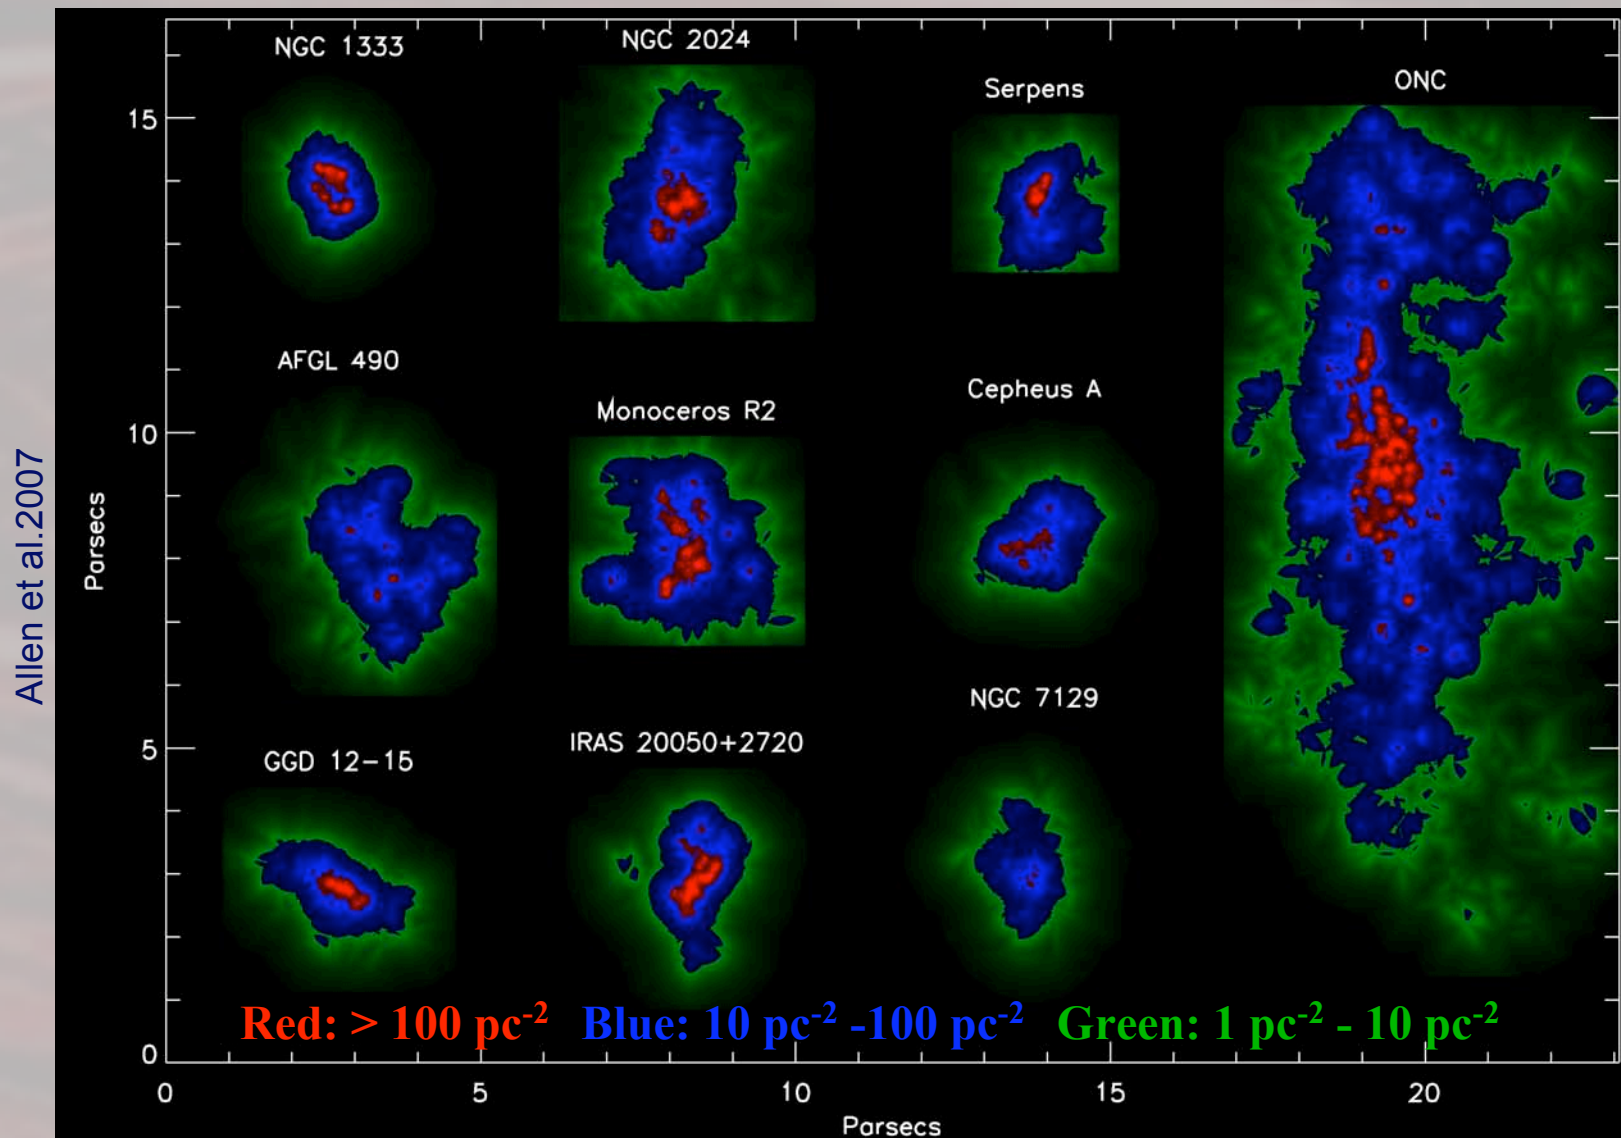 Allen et al.2007
NGC 1333
NGC 2024
Serpens
ONC
AFGL 490
Monoceros R2
Cepheus A
GGD 12-15
IRAS 20050+2720
NGC 7129
15
10
5
0
Parsecs
Red: > 100 pc⁻² Blue: 10 pc⁻² -100 pc⁻² Green: 1 pc⁻² - 10 pc⁻²
0 5 10 15 20
Parsecs